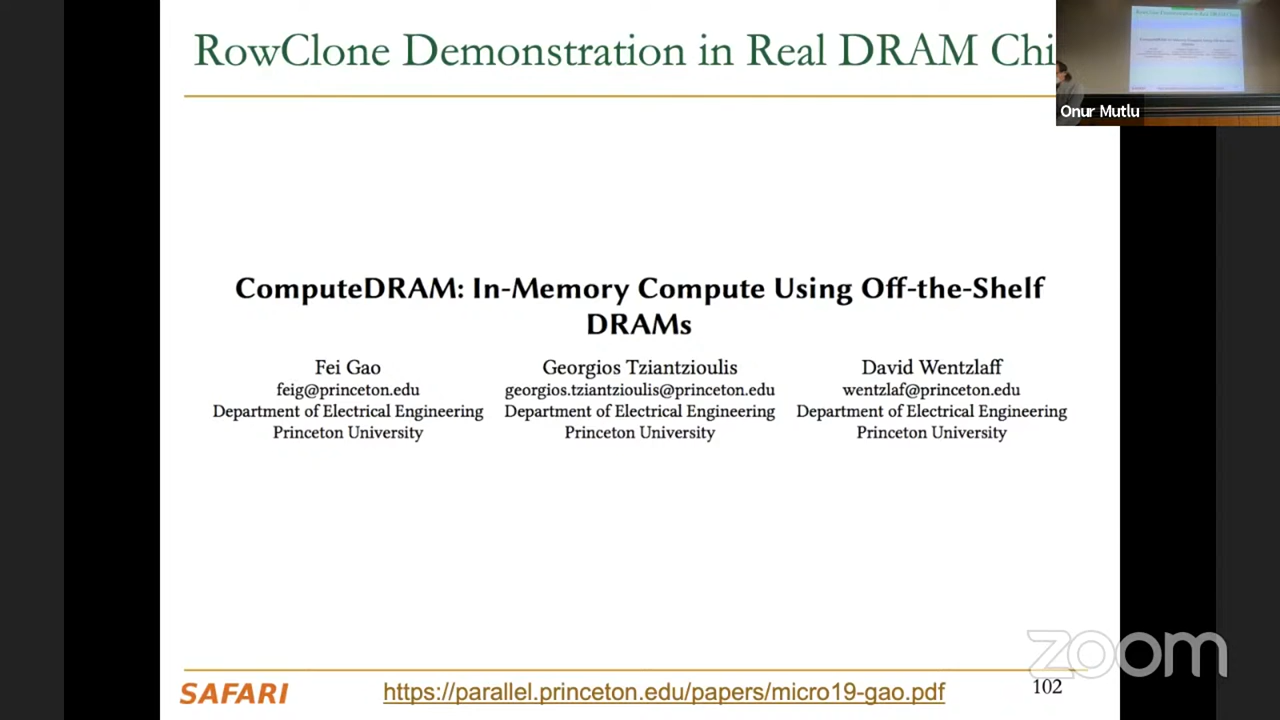 RowClone Demonstration in Real DRAM Chi
Onur Mutlu
ComputeDRAM: In-Memory Compute Using Off-the-Shelf
DRAMs
Fei Gao
feig@princeton.edu
Department of Electrical Engineering
Princeton University
Georgios Tziantzioulis
georgios.tziantzioulis@princeton.edu
Department of Electrical Engineering
Princeton University
David Wentzlaff
wentzlaf@princeton.edu
Department of Electrical Engineering
Princeton University
zoom
SAFARI
https://parallel.princeton.edu/papers/micro19-gao.pdf
102